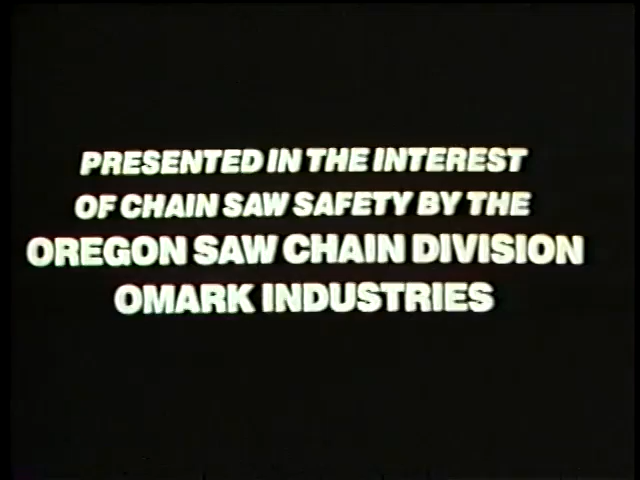 PRESENTED IN THE INTEREST
OF CHAIN SAW SAFETY BY THE
OREGON SAW CHAIN DIVISION
OMARK INDUSTRIES